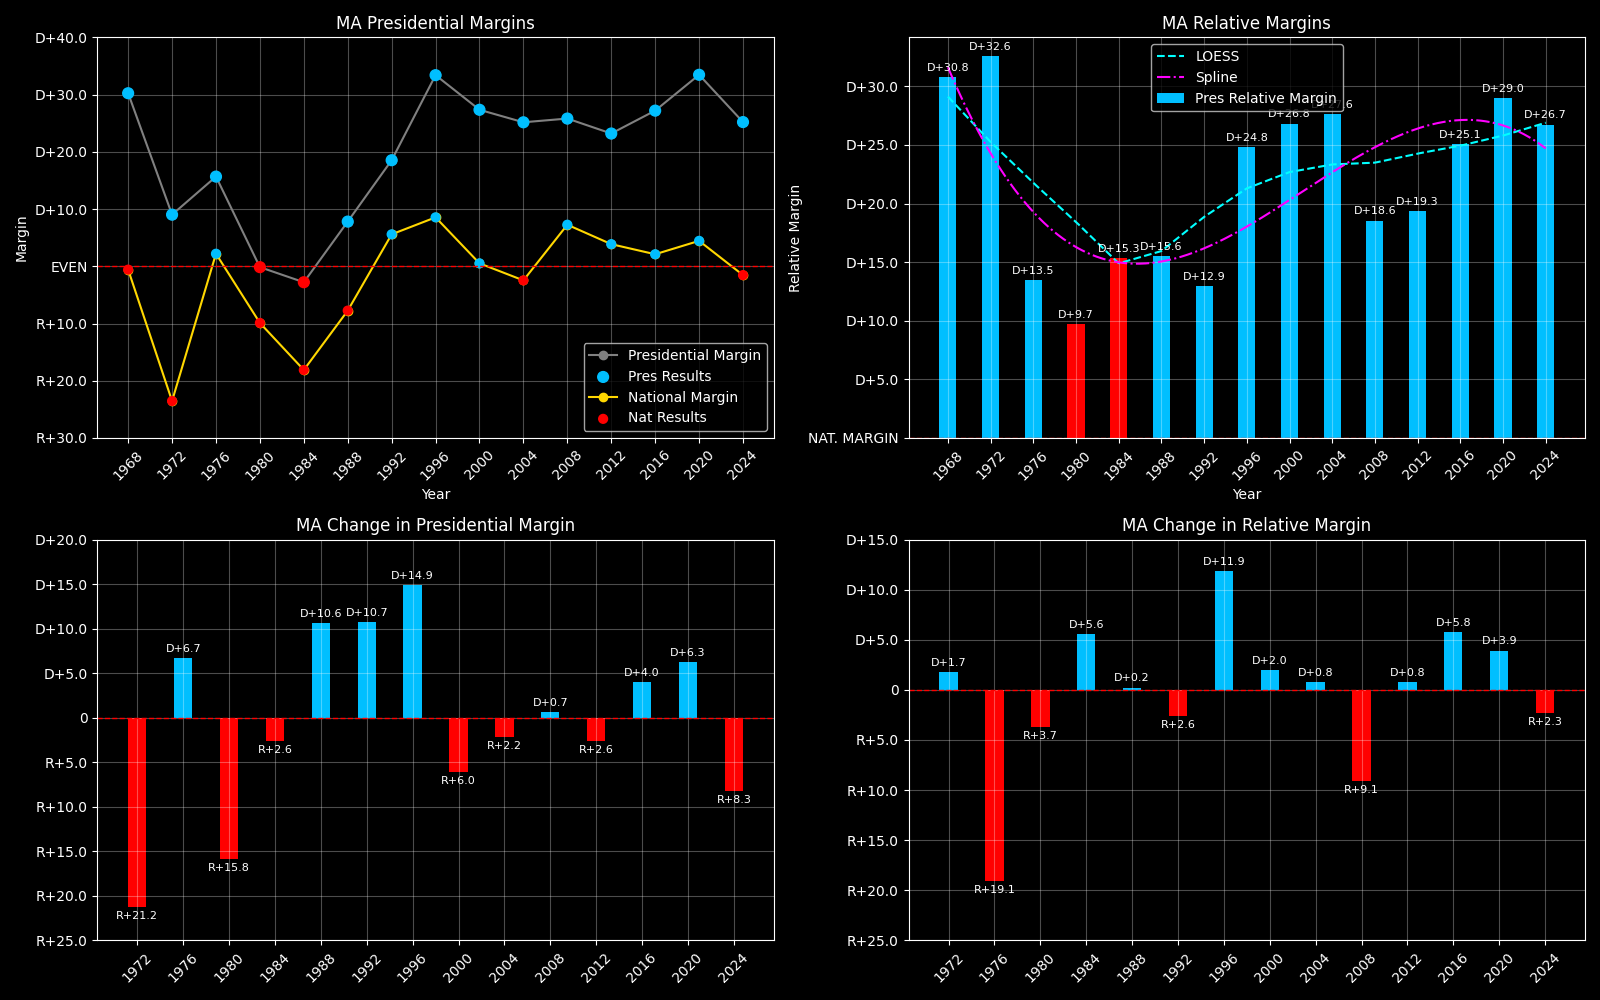 MA Presidential Margins
D+40.0
D+30.0
D+20.0
D+10.0
EVEN
R+10.0
R+20.0
R+30.0
Margin
Presidential Margin
Pres Results
National Margin
Nat Results
1968 1972 1976 1980 1984 1988 1992 1996 2000 2004 2008 2012 2016 2020 2024
Year
MA Relative Margins
D+30.0
D+25.0
D+20.0
D+15.0
D+10.0
D+5.0
NAT. MARGIN
Relative Margin
LOESS
Spline
Pres Relative Margin
D+30.8 D+32.6 D+13.5 D+9.7 D+15.3 D+15.6 D+12.9 D+24.8 D+26.8 D+18.6 D+19.3 D+25.1 D+29.0 D+26.7
1968 1972 1976 1980 1984 1988 1992 1996 2000 2004 2008 2012 2016 2020 2024
Year
MA Change in Presidential Margin
D+20.0
D+15.0
D+10.0
D+5.0
0
R+5.0
R+10.0
R+15.0
R+20.0
R+25.0
R+21.2 D+6.7 R+15.8 R+2.6 D+10.6 D+10.7 D+14.9 R+6.0 R+2.2 D+0.7 R+2.6 D+4.0 D+6.3 R+8.3
1972 1976 1980 1984 1988 1992 1996 2000 2004 2008 2012 2016 2020 2024
MA Change in Relative Margin
D+15.0
D+10.0
D+5.0
0
R+5.0
R+10.0
R+15.0
R+20.0
R+25.0
D+1.7 R+19.1 R+3.7 D+5.6 D+0.2 R+2.6 D+11.9 D+2.0 D+0.8 R+9.1 D+0.8 D+5.8 D+3.9 R+2.3
1972 1976 1980 1984 1988 1992 1996 2000 2004 2008 2012 2016 2020 2024